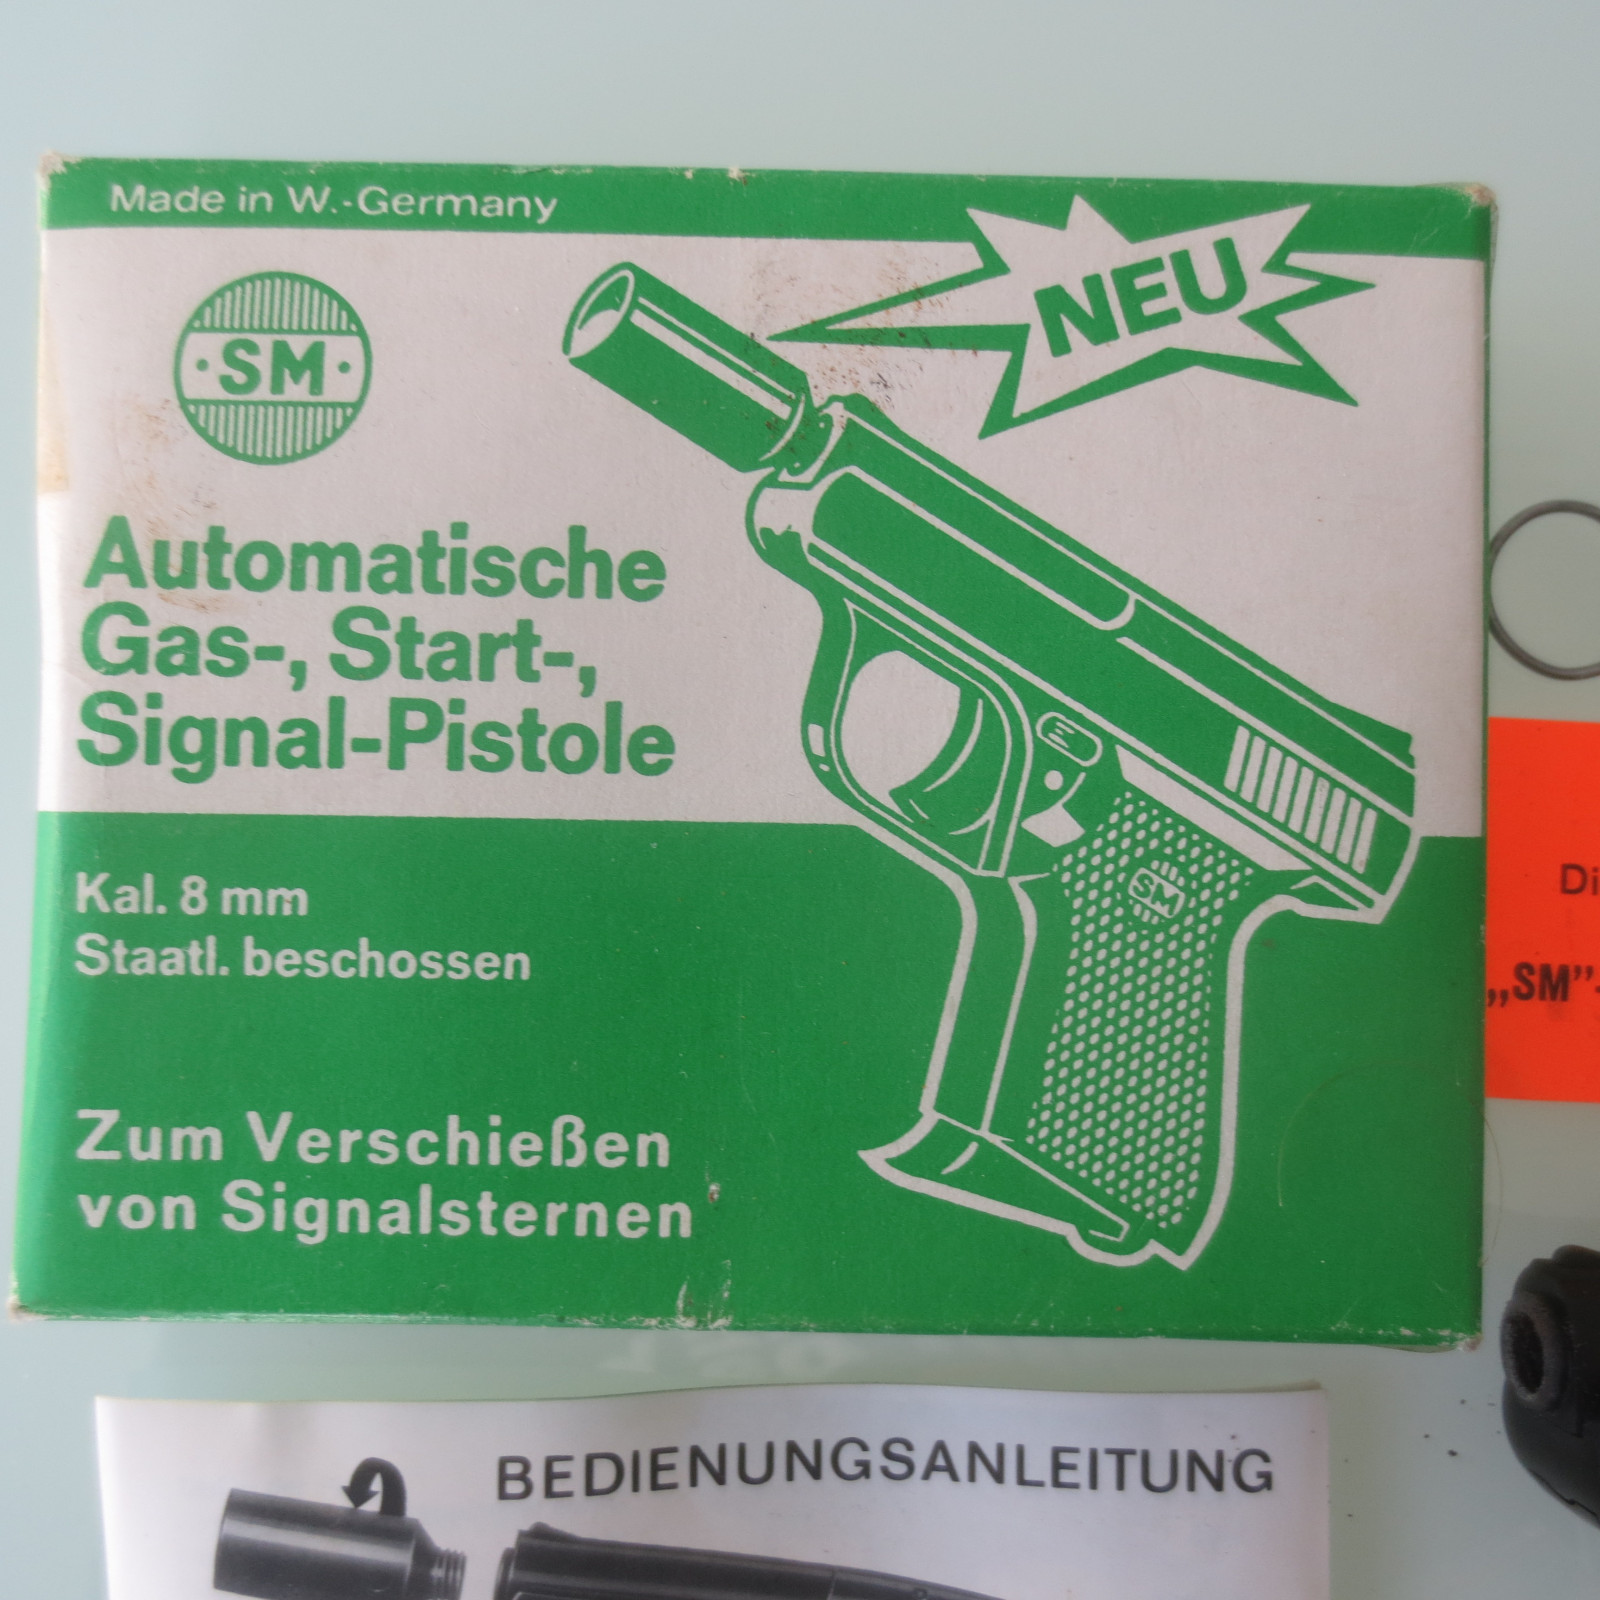 Made in W.-Germany
NEU
·SM·
Automatische
Gas-, Start-,
Signal-Pistole
SM
Kal. 8 mm
Staatl. beschossen
Zum Verschießen
von Signalsternen
„SM”
BEDIENUNGSANLEITUNG